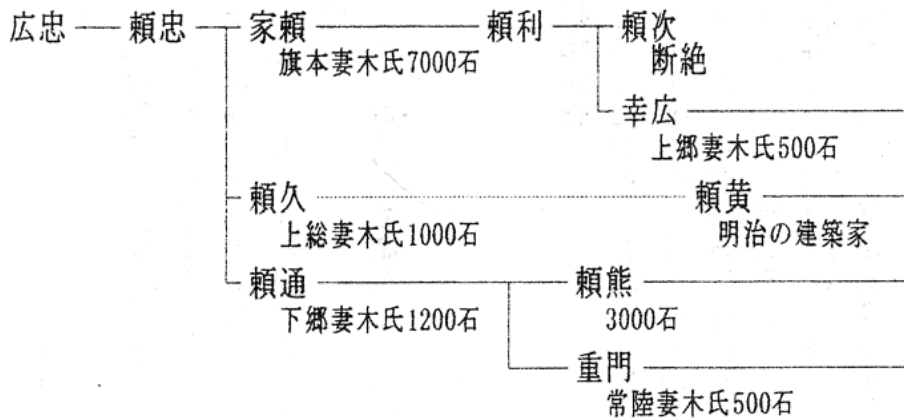 広忠 頼忠 家頼 頼利 頼次
旗本妻木氏7000石 断絶
幸広
上郷妻木氏500石
頼久 頼黄
上総妻木氏1000石 明治の建築家
頼通 頼熊
下郷妻木氏1200石 3000石
重門
常陸妻木氏500石